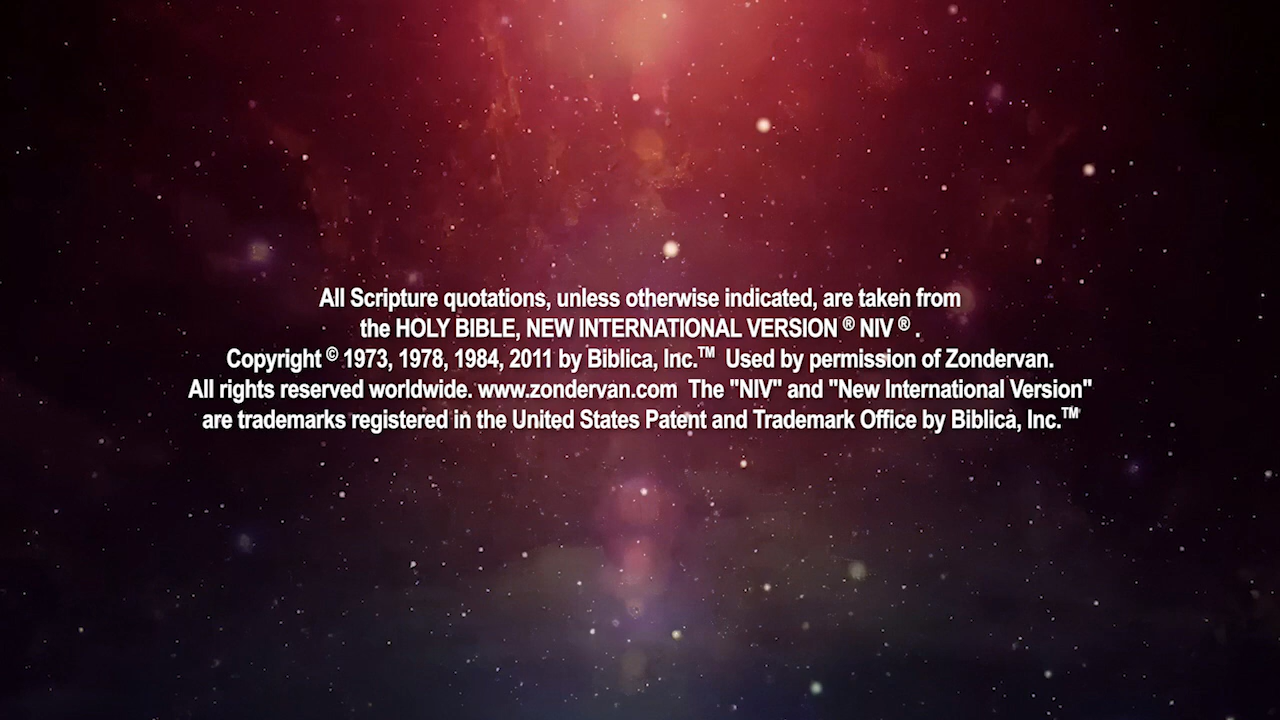 All Scripture quotations, unless otherwise indicated, are taken from
the HOLY BIBLE, NEW INTERNATIONAL VERSION ® NIV ® .
Copyright © 1973, 1978, 1984, 2011 by Biblica, Inc.™ Used by permission of Zondervan.
All rights reserved worldwide. www.zondervan.com The "NIV" and "New International Version"
are trademarks registered in the United States Patent and Trademark Office by Biblica, Inc.™